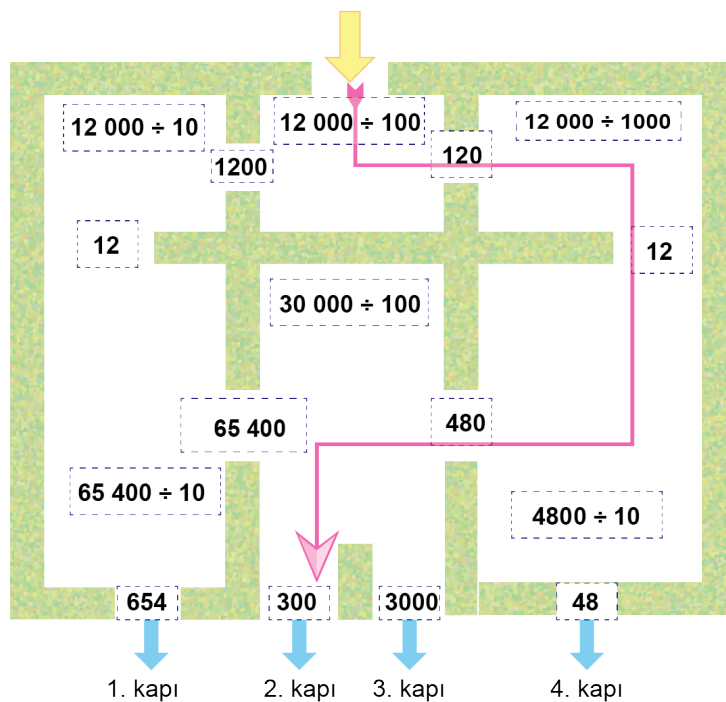 12 000 ÷ 10
12 000 ÷ 100
12 000 ÷ 1000
1200
120
12
12
30 000 ÷ 100
65 400
480
65 400 ÷ 10
4800 ÷ 10
654
300
3000
48
1. kapı
2. kapı
3. kapı
4. kapı